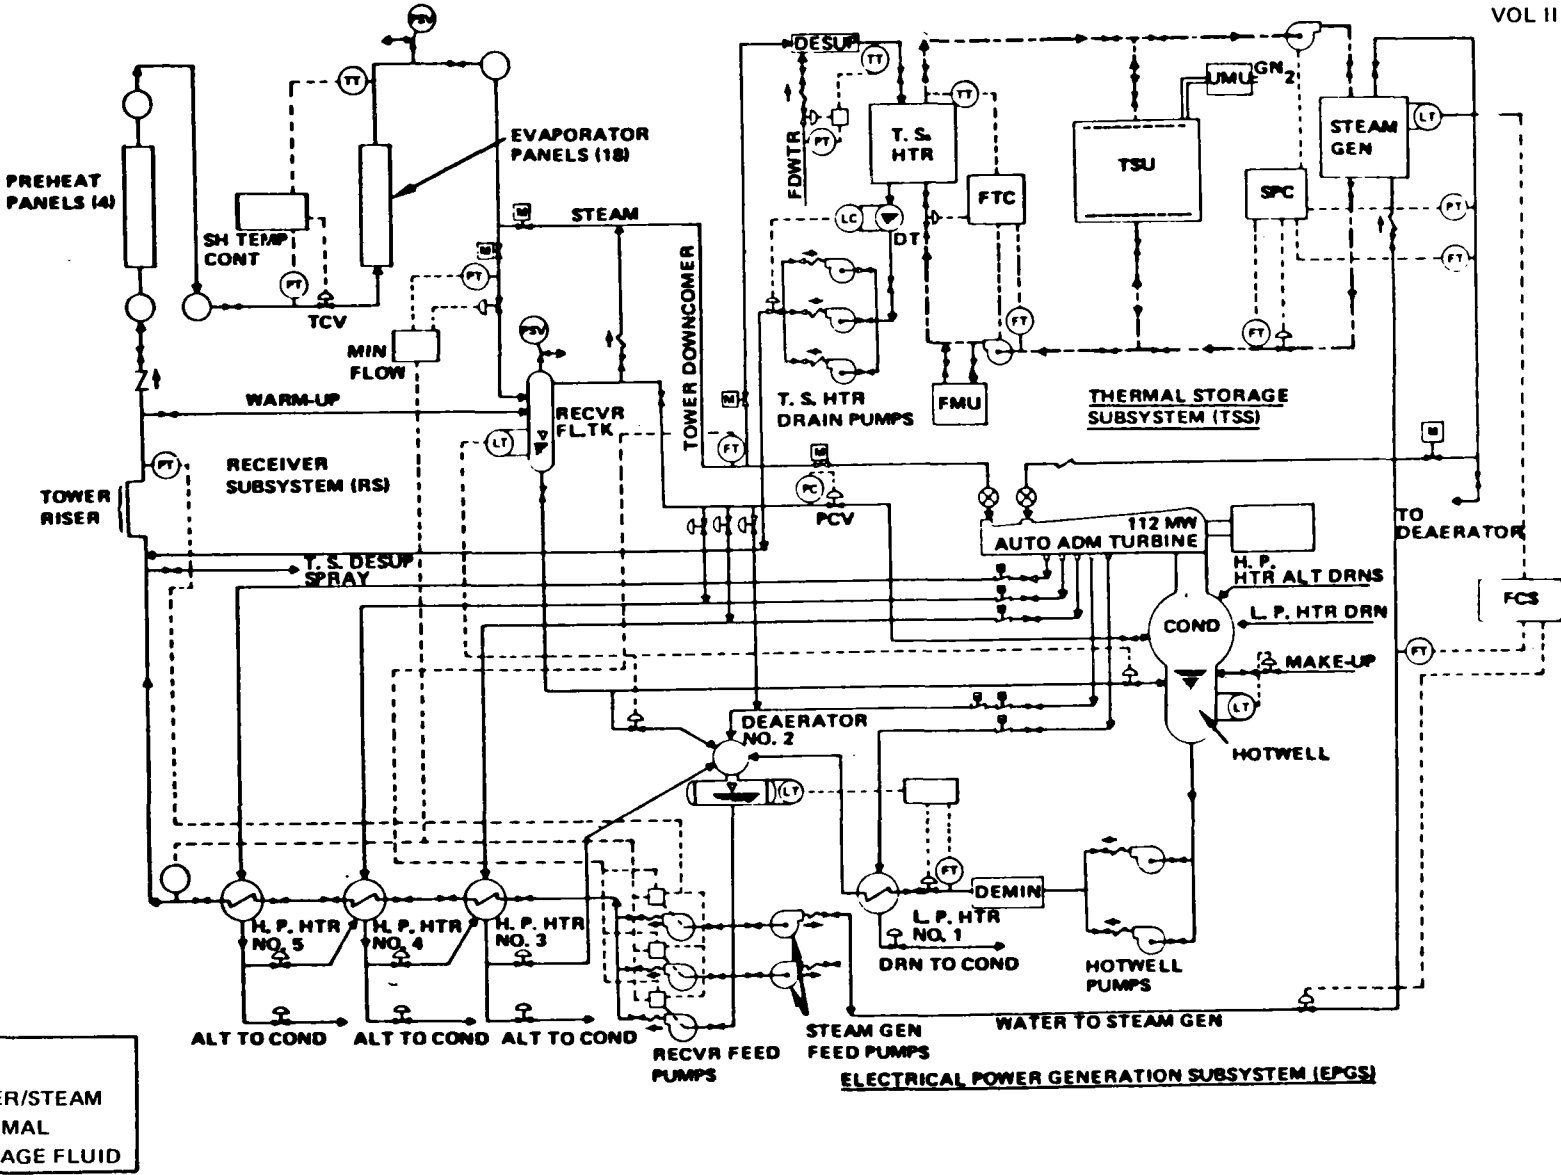 VOL II
PSV
DESUP
TT
TT
TT
UMU
GN2
LT
T. S.
HTR
STEAM
GEN
EVAPORATOR
PANELS (18)
PT
FDWTR
TSU
PREHEAT
PANELS (4)
FTC
SPC
PT
SH TEMP
CONT
M
STEAM
LC
DT
M
PT
PT
FT
TCV
TOWER DOWNCOMER
FT
FT
PSV
MIN
FLOW
WARM-UP
RECVR
FL.TK
M
T. S. HTR
DRAIN PUMPS
FMU
THERMAL STORAGE
SUBSYSTEM (TSS)
LT
FT
M
M
PT
RECEIVER
SUBSYSTEM (RS)
TOWER
RISER
PC
PCV
112 MW
AUTO ADM TURBINE
TO
DEAERATOR
T. S. DESUP
SPRAY
H. P.
HTR ALT DRNS
FCS
COND
L. P. HTR DRN
FT
MAKE-UP
LT
DEAERATOR
NO. 2
HOTWELL
LT
FT
DEMIN
H. P. HTR
NO. 5
H. P. HTR
NO. 4
H. P. HTR
NO. 3
L. P. HTR
NO. 1
DRN TO COND
HOTWELL
PUMPS
ALT TO COND
ALT TO COND
ALT TO COND
RECVR FEED
PUMPS
STEAM GEN
FEED PUMPS
WATER TO STEAM GEN
ELECTRICAL POWER GENERATION SUBSYSTEM (EPGS)
ER/STEAM
MAL
AGE FLUID